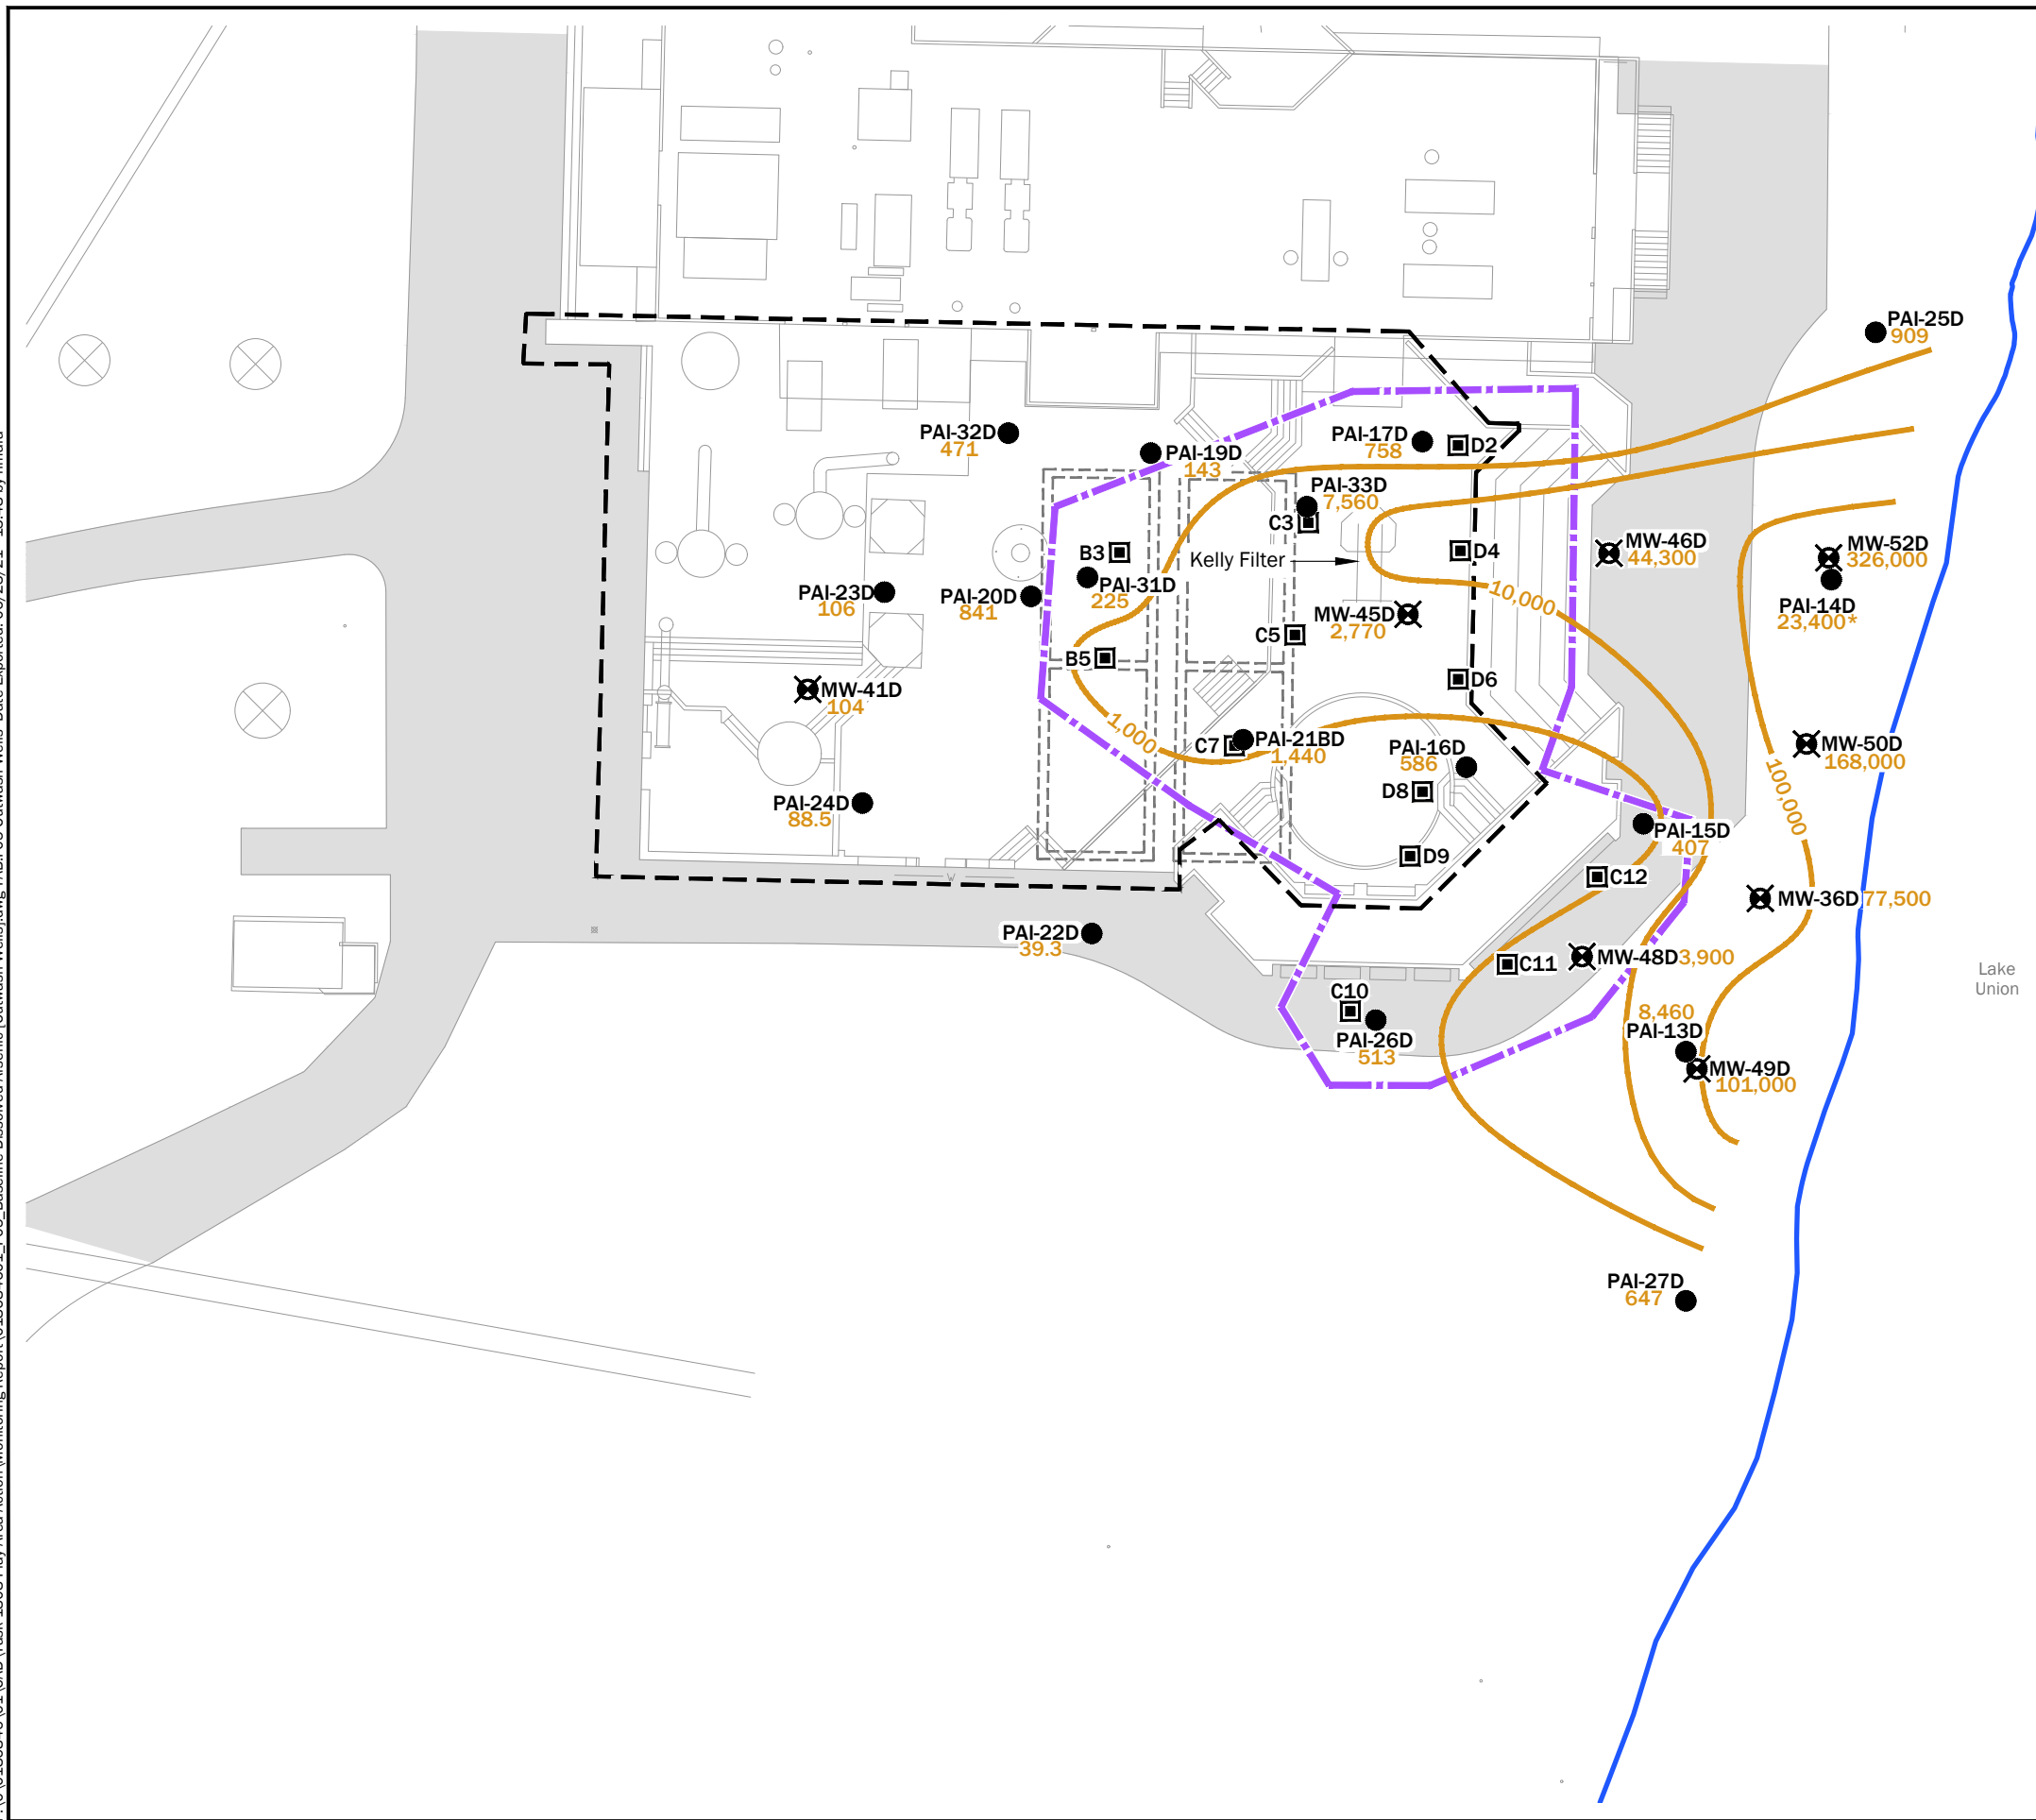 PAI-25D
909
PAI-32D
471
PAI-19D
143
PAI-17D
758
D2
PAI-33D
7,560
C3
Kelly Filter
B3
D4
MW-46D
44,300
MW-52D
326,000
PAI-14D
23,400*
PAI-23D
106
PAI-20D
841
PAI-31D
225
10,000
MW-45D
2,770
C5
B5
D6
MW-41D
104
1,000
C7
PAI-21BD
1,440
PAI-16D
586
D8
MW-50D
168,000
100,000
PAI-24D
88.5
PAI-15D
407
D9
C12
W
MW-36D 77,500
PAI-22D
39.3
C11
MW-48D 3,900
Lake
Union
C10
PAI-26D
513
8,460
PAI-13D
MW-49D
101,000
PAI-27D
647